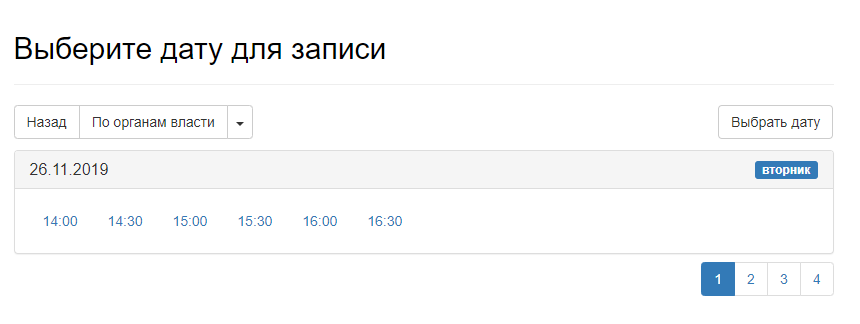 Выберите дату для записи
Назад По органам власти Выбрать дату
26.11.2019 вторник
14:00 14:30 15:00 15:30 16:00 16:30
1 2 3 4